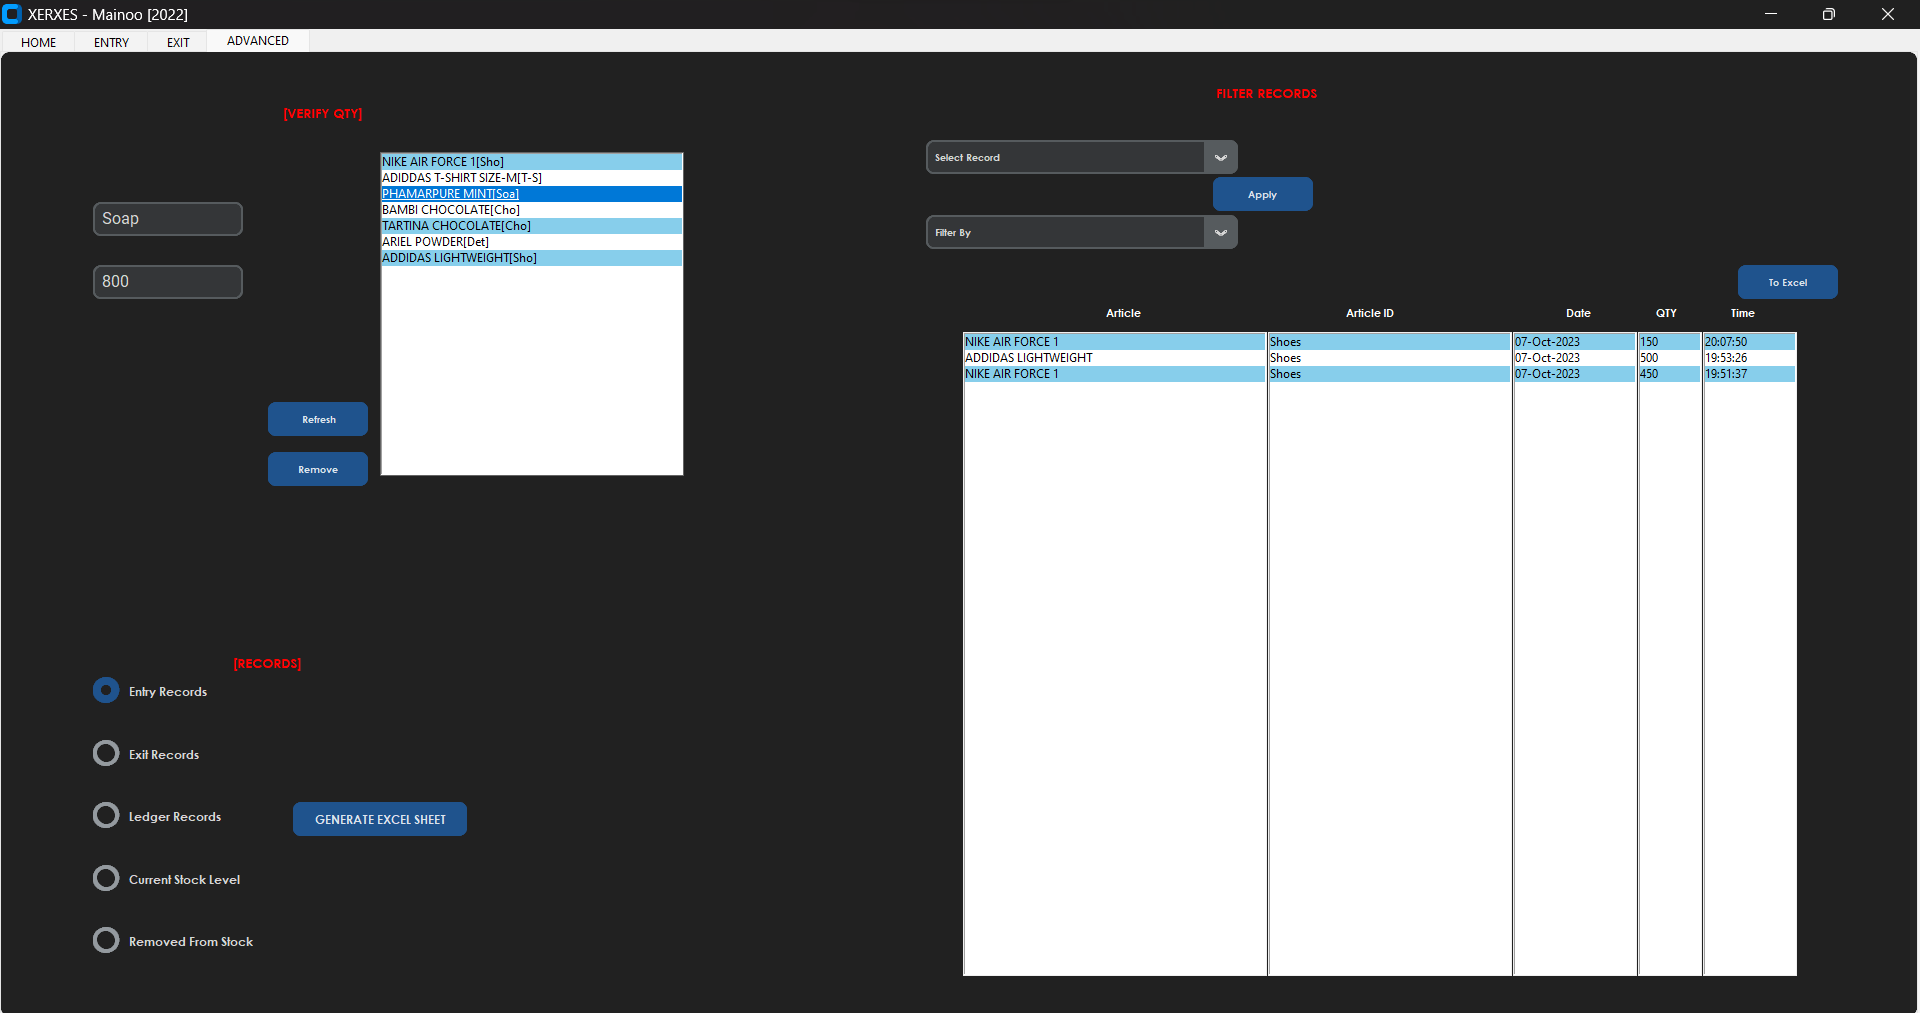 XERXES - Mainoo [2022]
HOME ENTRY EXIT ADVANCED
[VERIFY QTY]
NIKE AIR FORCE 1[Sho]
ADIDDAS T-SHIRT SIZE-M[T-S]
PHAMARPURE MINT[Soa]
BAMBI CHOCOLATE[Cho]
TARTINA CHOCOLATE[Cho]
ARIEL POWDER[Det]
ADDIDAS LIGHTWEIGHT[Sho]
Soap
800
Refresh
Remove
[RECORDS]
Entry Records
Exit Records
Ledger Records
GENERATE EXCEL SHEET
Current Stock Level
Removed From Stock
FILTER RECORDS
Select Record
Apply
Filter By
To Excel
Article Article ID Date QTY Time
NIKE AIR FORCE 1 Shoes 07-Oct-2023 150 20:07:50
ADDIDAS LIGHTWEIGHT Shoes 07-Oct-2023 500 19:53:26
NIKE AIR FORCE 1 Shoes 07-Oct-2023 450 19:51:37